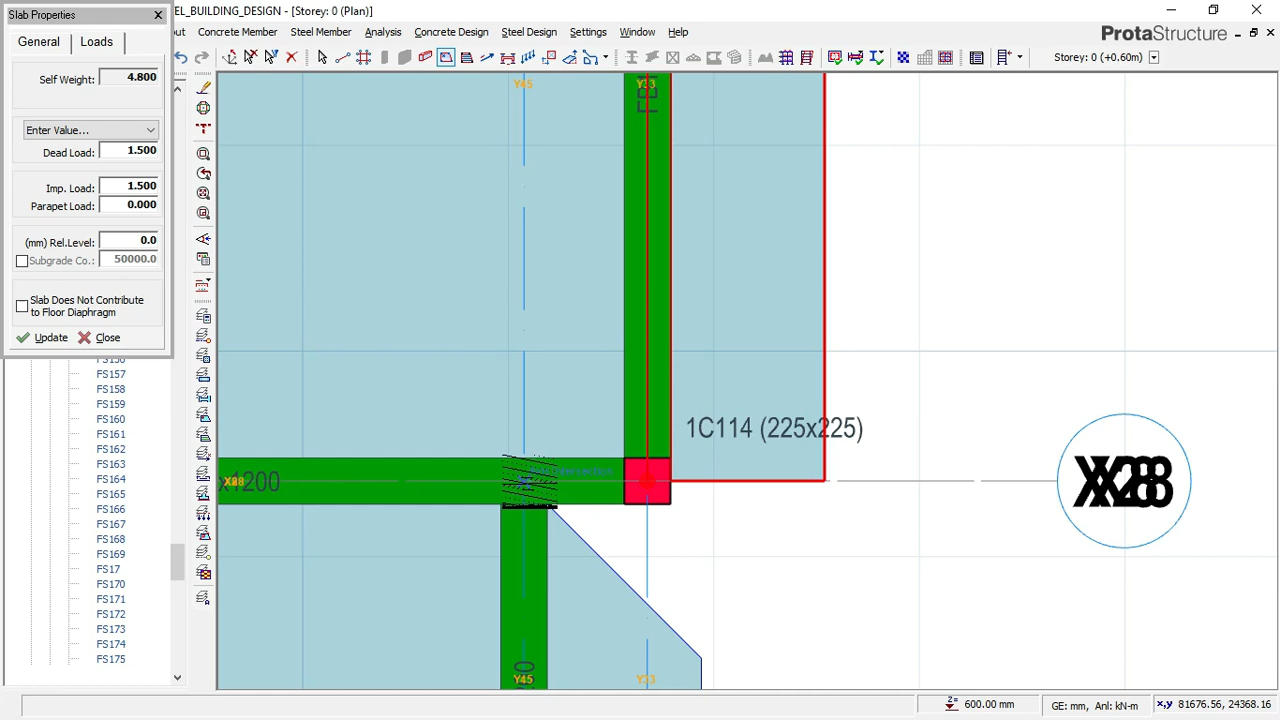 Slab Properties
EL_BUILDING_DESIGN - [Storey: 0 (Plan)]
out Concrete Member Steel Member Analysis Concrete Design Steel Design Settings Window Help
ProtaStructure
Storey: 0 (+0.60m)
General Loads
Self Weight: 4.800
Enter Value...
Dead Load: 1.500
Imp. Load: 1.500
Parapet Load: 0.000
(mm) Rel.Level: 0.0
Subgrade Co.: 50000.0
Slab Does Not Contribute
to Floor Diaphragm
Update Close
FS156
FS157
FS158
FS159
FS160
FS161
FS162
FS163
FS164
FS165
FS166
FS167
FS168
FS169
FS17
FS170
FS171
FS172
FS173
FS174
FS175
Y45
1C114 (225x225)
x1200
Y45 Y33
Z= 600.00 mm GE: mm, Anl: kN-m x,y 81676.56, 24368.16